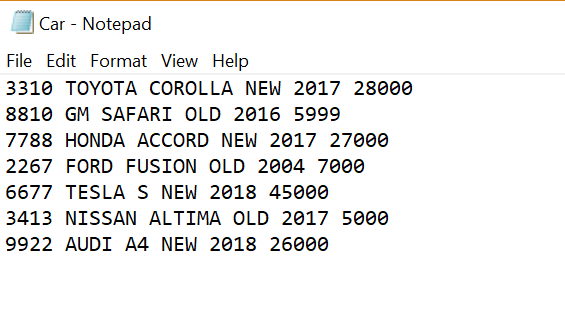 Car - Notepad
File Edit Format View Help
3310 TOYOTA COROLLA NEW 2017 28000
8810 GM SAFARI OLD 2016 5999
7788 HONDA ACCORD NEW 2017 27000
2267 FORD FUSION OLD 2004 7000
6677 TESLA S NEW 2018 45000
3413 NISSAN ALTIMA OLD 2017 5000
9922 AUDI A4 NEW 2018 26000